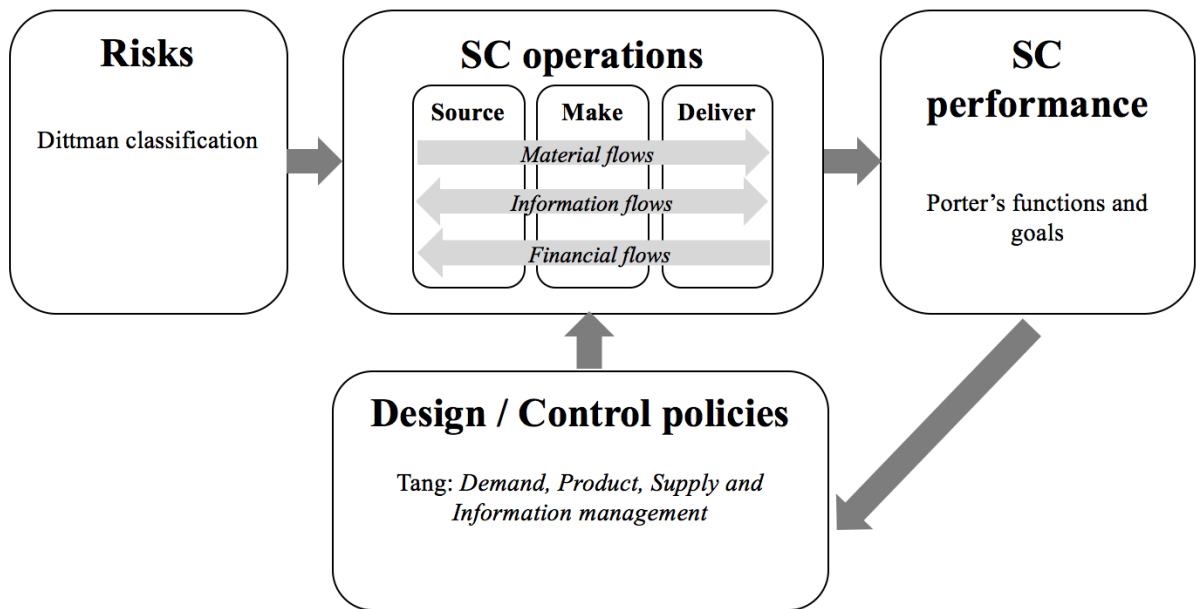 Risks
Dittman classification
SC operations
Source
Make
Deliver
Material flows
Information flows
Financial flows
SC
performance
Porter’s functions and
goals
Design / Control policies
Tang: Demand, Product, Supply and
Information management